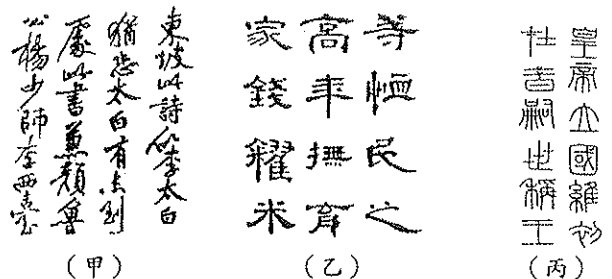 東坡此詩似李太白
猶恐太白有未到
處此書兼顏魯
公楊少師李西臺
(甲)
等恤民之
高年撫育
家錢糴米
(乙)
皇帝立國維初
在昔嗣世稱王
(丙)